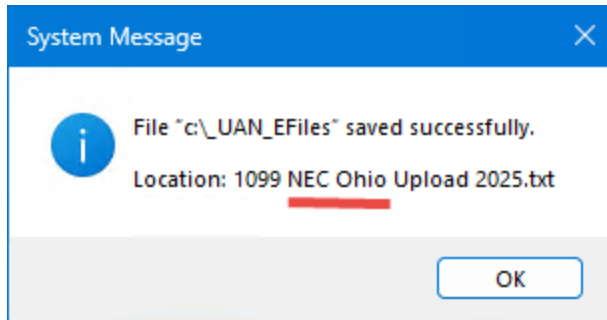 System Message
File "c:\_UAN_EFiles" saved successfully.
Location: 1099 NEC Ohio Upload 2025.txt
OK